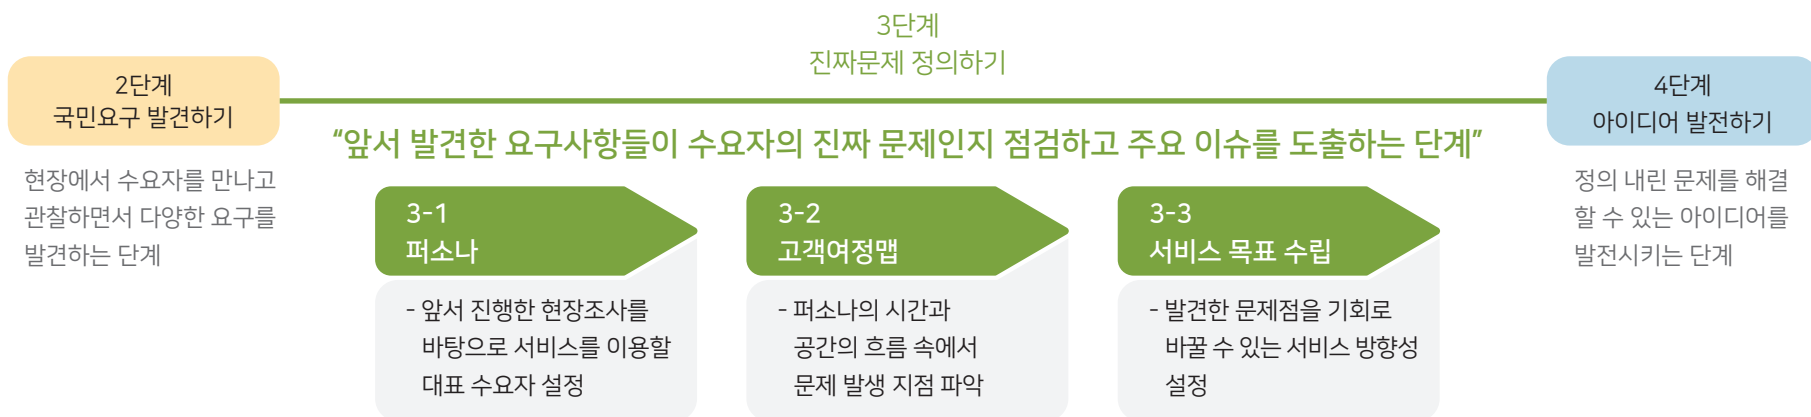 3단계
진짜문제 정의하기
2단계
국민요구 발견하기
현장에서 수요자를 만나고
관찰하면서 다양한 요구를
발견하는 단계
“앞서 발견한 요구사항들이 수요자의 진짜 문제인지 점검하고 주요 이슈를 도출하는 단계”
3-1
퍼소나
- 앞서 진행한 현장조사를
바탕으로 서비스를 이용할
대표 수요자 설정
3-2
고객여정맵
- 퍼소나의 시간과
공간의 흐름 속에서
문제 발생 지점 파악
3-3
서비스 목표 수립
- 발견한 문제점을 기회로
바꿀 수 있는 서비스 방향성
설정
4단계
아이디어 발전하기
정의 내린 문제를 해결
할 수 있는 아이디어를
발전시키는 단계